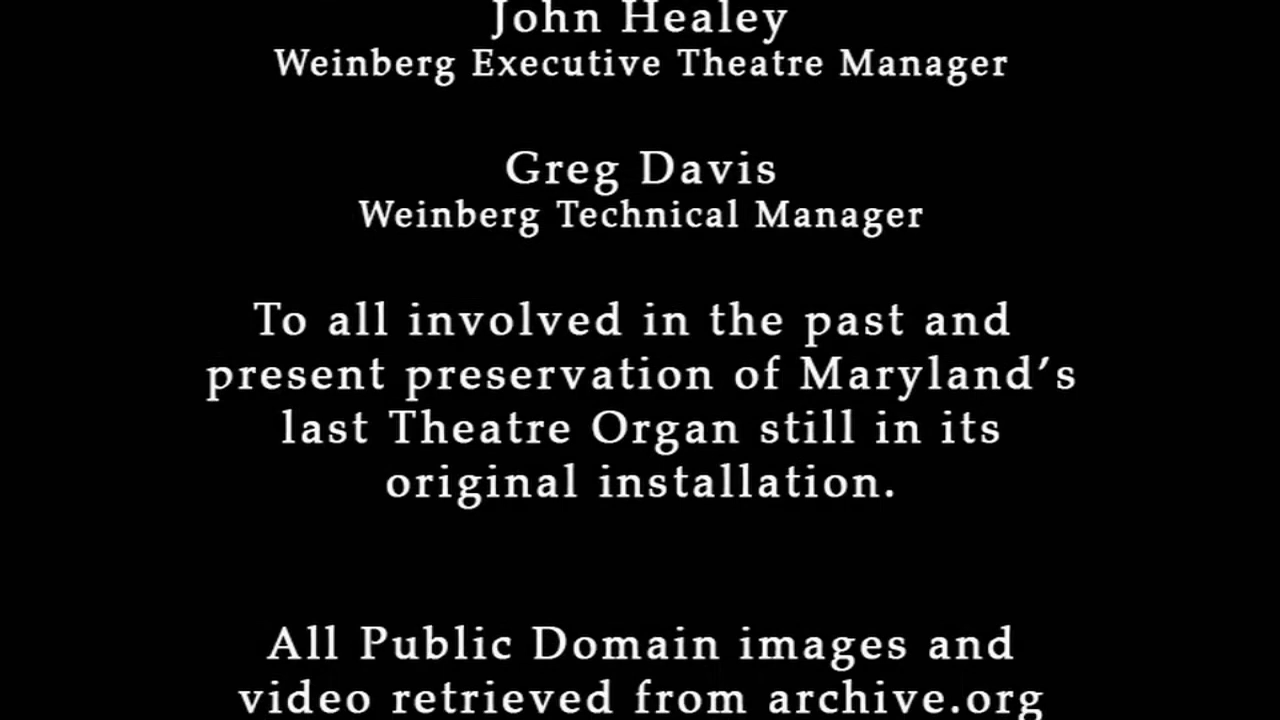 John Healey
Weinberg Executive Theatre Manager
Greg Davis
Weinberg Technical Manager
To all involved in the past and
present preservation of Maryland’s
last Theatre Organ still in its
original installation.
All Public Domain images and
video retrieved from archive.org